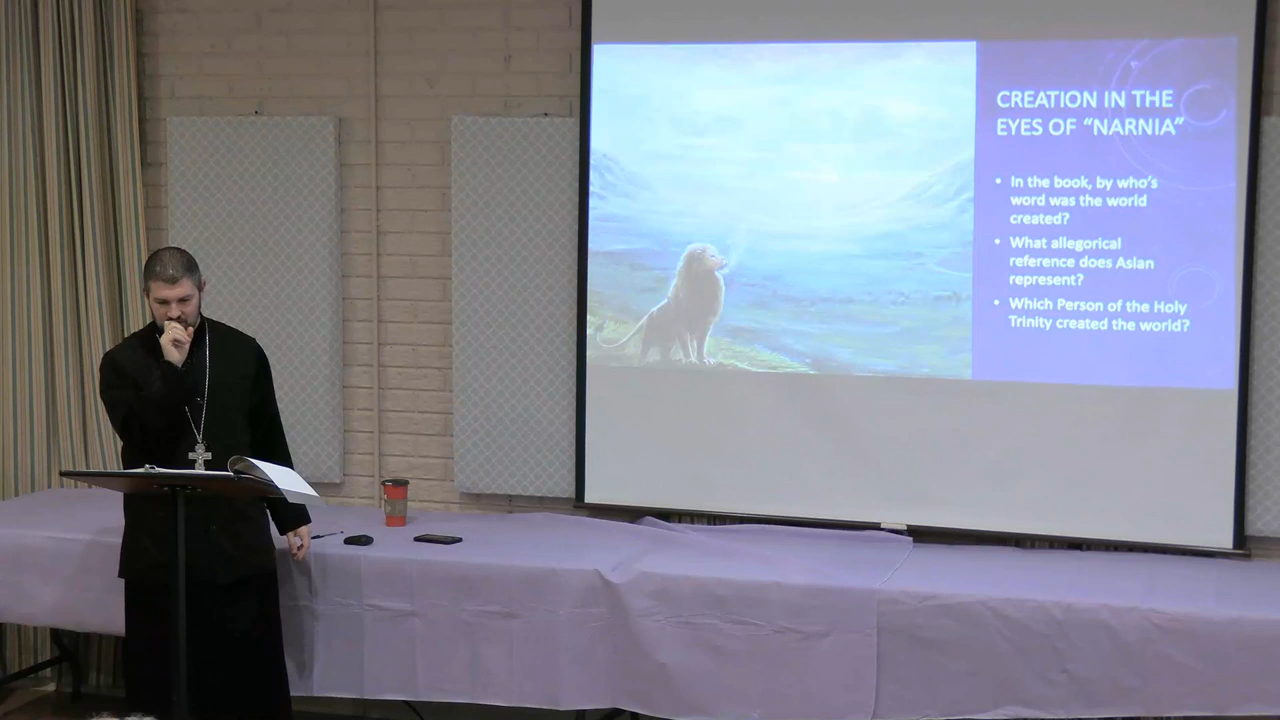 CREATION IN THE
EYES OF “NARNIA”
• In the book, by who’s
word was the world
created?
• What allegorical
reference does Aslan
represent?
• Which Person of the Holy
Trinity created the world?